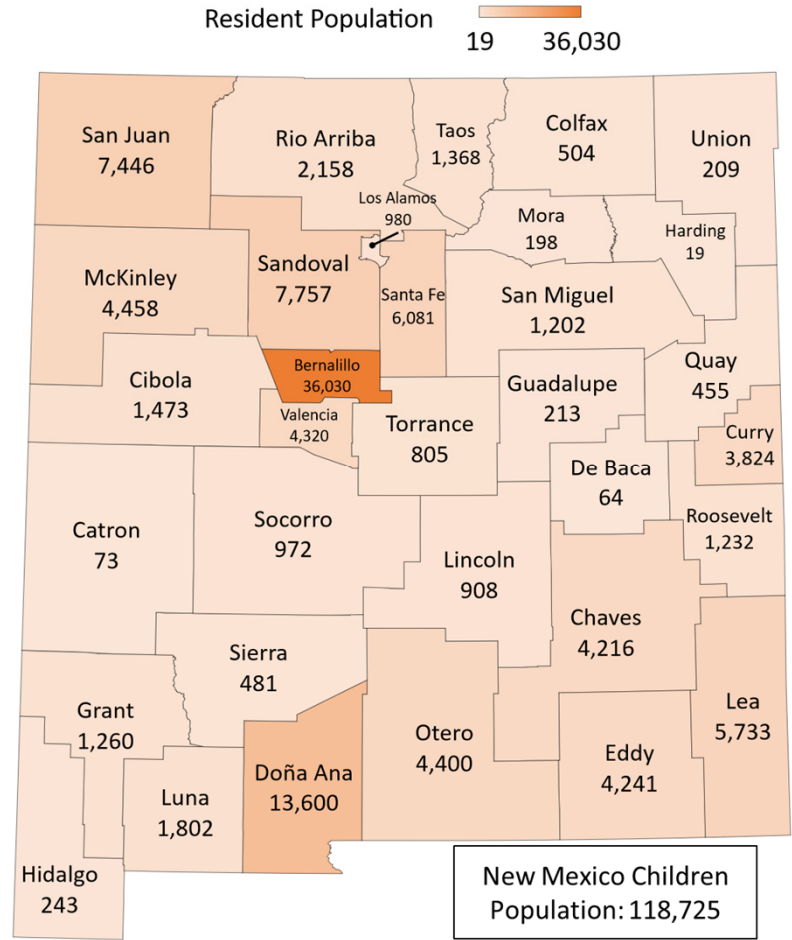 Resident Population
19 36,030
San Juan
7,446
Rio Arriba
2,158
Taos
1,368
Colfax
504
Union
209
Los Alamos
980
Mora
198
Harding
19
McKinley
4,458
Sandoval
7,757
Santa Fe
6,081
San Miguel
1,202
Cibola
1,473
Bernalillo
36,030
Valencia
4,320
Torrance
805
Guadalupe
213
Quay
455
Curry
3,824
De Baca
64
Roosevelt
1,232
Catron
73
Socorro
972
Lincoln
908
Chaves
4,216
Sierra
481
Grant
1,260
Otero
4,400
Lea
5,733
Doña Ana
13,600
Eddy
4,241
Luna
1,802
Hidalgo
243
New Mexico Children
Population: 118,725